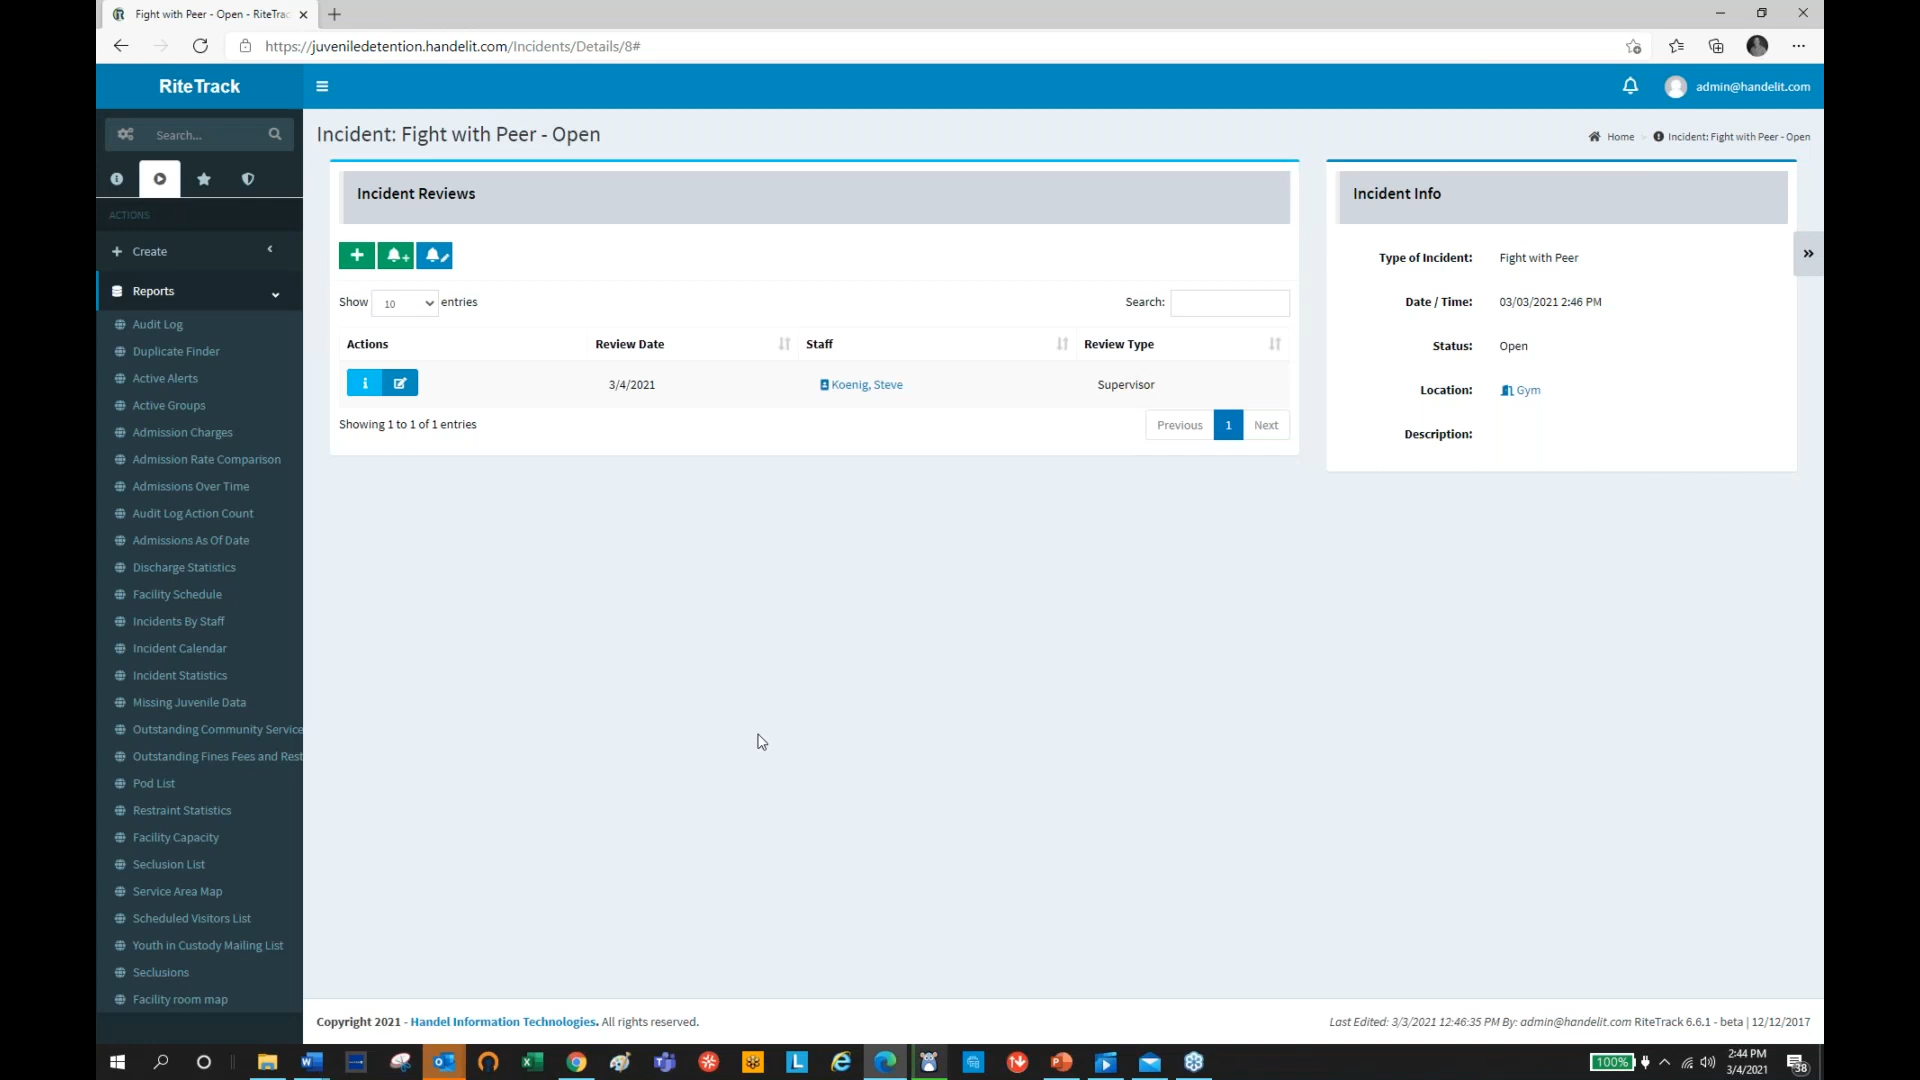 Fight with Peer - Open - RiteTrac
https://juveniledetention.handelit.com/Incidents/Details/8#
RiteTrack
admin@handelit.com
Search...
Incident: Fight with Peer - Open
Home
Incident: Fight with Peer - Open
ACTIONS
Create
Reports
Audit Log
Duplicate Finder
Active Alerts
Active Groups
Admission Charges
Admission Rate Comparison
Admissions Over Time
Audit Log Action Count
Admissions As Of Date
Discharge Statistics
Facility Schedule
Incidents By Staff
Incident Calendar
Incident Statistics
Missing Juvenile Data
Outstanding Community Service
Outstanding Fines Fees and Rest
Pod List
Restraint Statistics
Facility Capacity
Seclusion List
Service Area Map
Scheduled Visitors List
Youth in Custody Mailing List
Seclusions
Facility room map
Incident Reviews
Show 10 entries
Search:
Actions Review Date Staff Review Type
3/4/2021 Koenig, Steve Supervisor
Showing 1 to 1 of 1 entries
Previous 1 Next
Incident Info
Type of Incident: Fight with Peer
Date / Time: 03/03/2021 2:46 PM
Status: Open
Location: Gym
Description:
Copyright 2021 - Handel Information Technologies. All rights reserved.
Last Edited: 3/3/2021 12:46:35 PM By: admin@handelit.com RiteTrack 6.6.1 - beta | 12/12/2017
100%
2:44 PM
3/4/2021
38